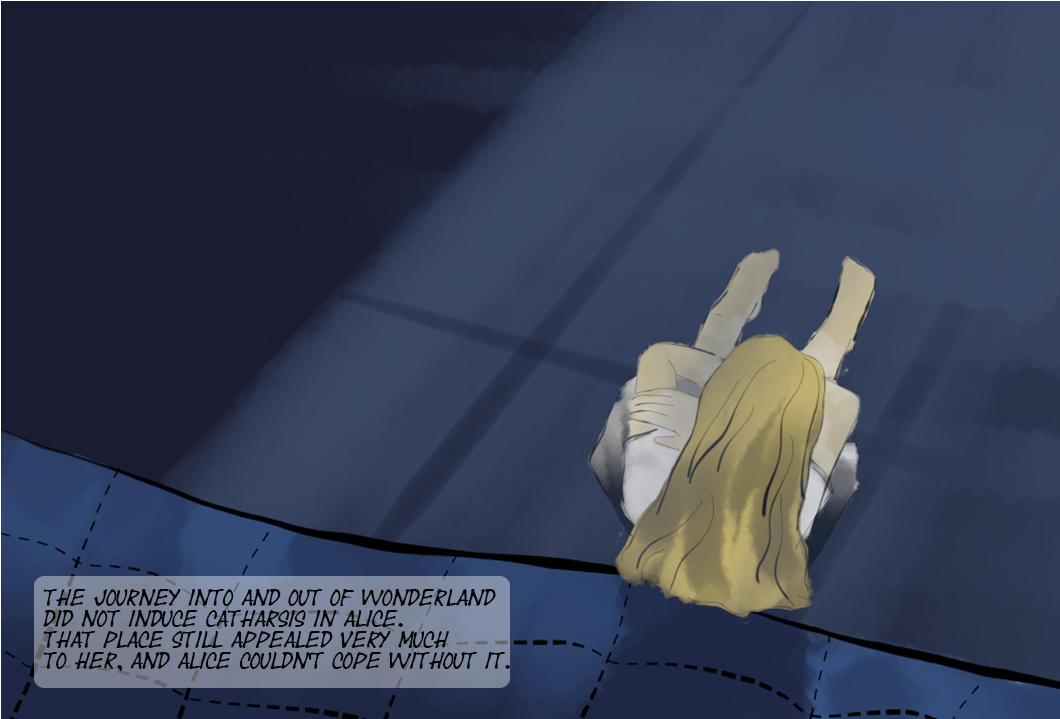 THE JOURNEY INTO AND OUT OF WONDERLAND
DID NOT INDUCE CATHARSIS IN ALICE.
THAT PLACE STILL APPEALED VERY MUCH
TO HER, AND ALICE COULDN'T COPE WITHOUT IT.